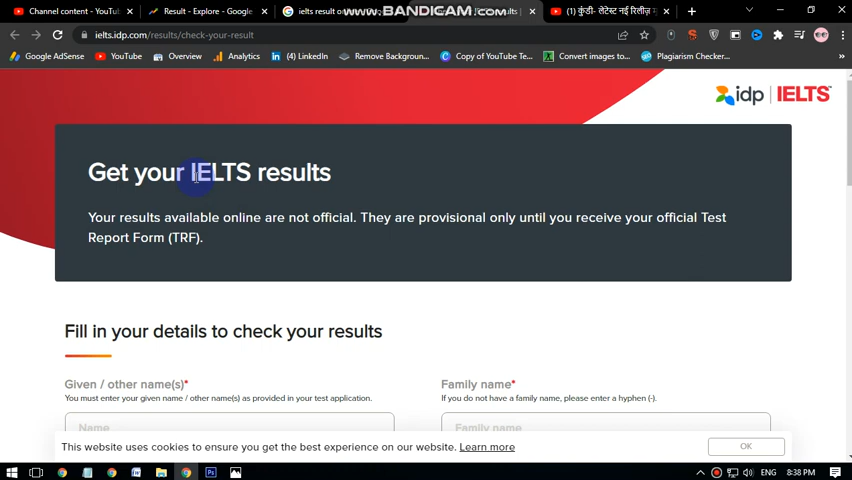 Channel content - YouTu
Result - Explore - Google
ielts result on
www.BANDICAM.com
results
(1) कुंडी- लेटेस्ट नई रिलीज़
ielts.idp.com/results/check-your-result
Google AdSense
YouTube
Overview
Analytics
(4) LinkedIn
Remove Backgroun...
Copy of YouTube Te...
Convert images to...
Plagiarism Checker...
idp | IELTS™
Get your IELTS results
Your results available online are not official. They are provisional only until you receive your official Test
Report Form (TRF).
Fill in your details to check your results
Given / other name(s)*
Family name*
You must enter your given name / other name(s) as provided in your test application.
If you do not have a family name, please enter a hyphen (-).
Name
Family name
This website uses cookies to ensure you get the best experience on our website. Learn more
OK
ENG
8:38 PM